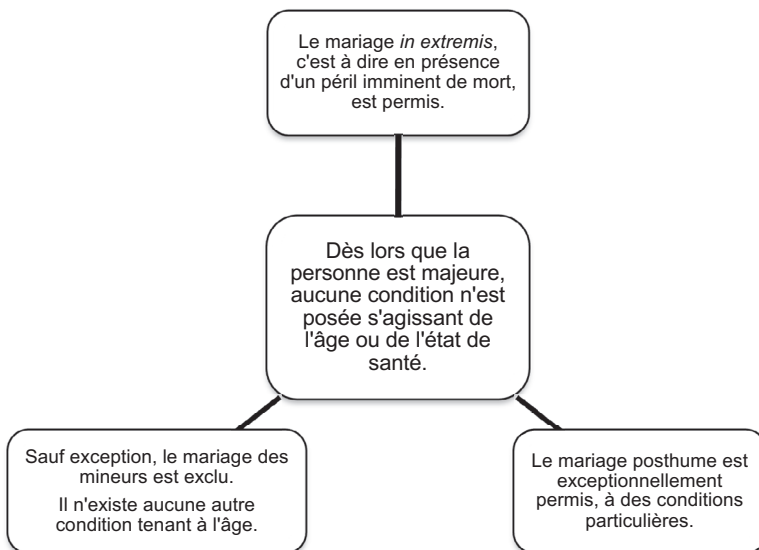 Le mariage in extremis,
c'est à dire en présence
d'un péril imminent de mort,
est permis.
Dès lors que la
personne est majeure,
aucune condition n'est
posée s'agissant de
l'âge ou de l'état de
santé.
Sauf exception, le mariage des
mineurs est exclu.
Il n'existe aucune autre
condition tenant à l'âge.
Le mariage posthume est
exceptionnellement
permis, à des conditions
particulières.